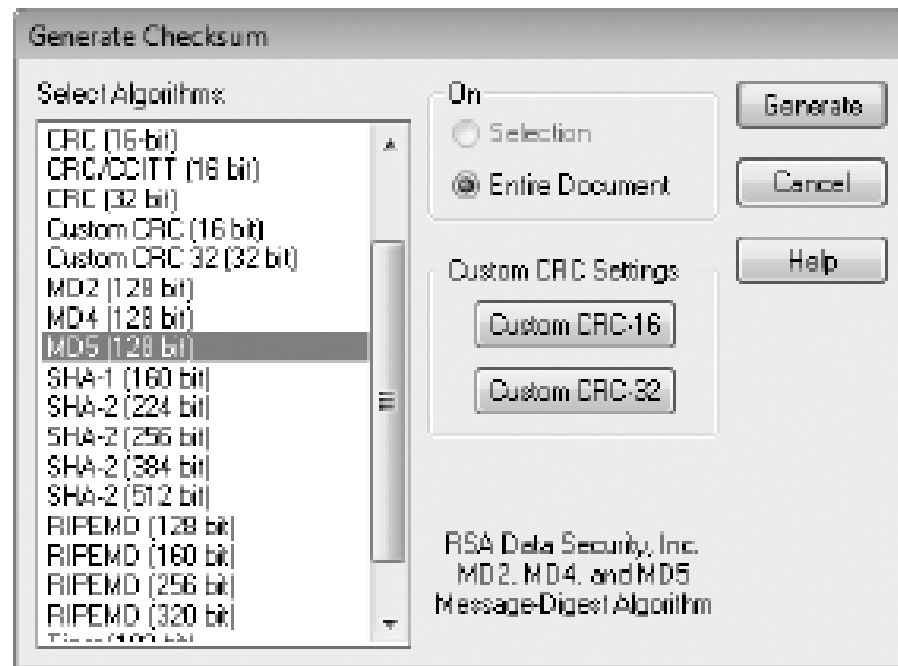 Generate Checksum
Select Algorithms:
CRC (16-bit)
CRC/CCITT (16 bit)
CRC (32 bit)
Custom CRC (16 bit)
Custom CRC 32 (32 bit)
MD2 (128 bit)
MD4 (128 bit)
MD5 (128 bit)
SHA-1 (160 bit)
SHA-2 (224 bit)
SHA-2 (256 bit)
SHA-2 (384 bit)
SHA-2 (512 bit)
RIPEMD (128 bit)
RIPEMD (160 bit)
RIPEMD (256 bit)
RIPEMD (320 bit)
On
Selection
Entire Document
Custom CRC Settings
Custom CRC-16
Custom CRC-32
RSA Data Security, Inc.
MD2, MD4, and MD5
Message-Digest Algorithm
Generate
Cancel
Help